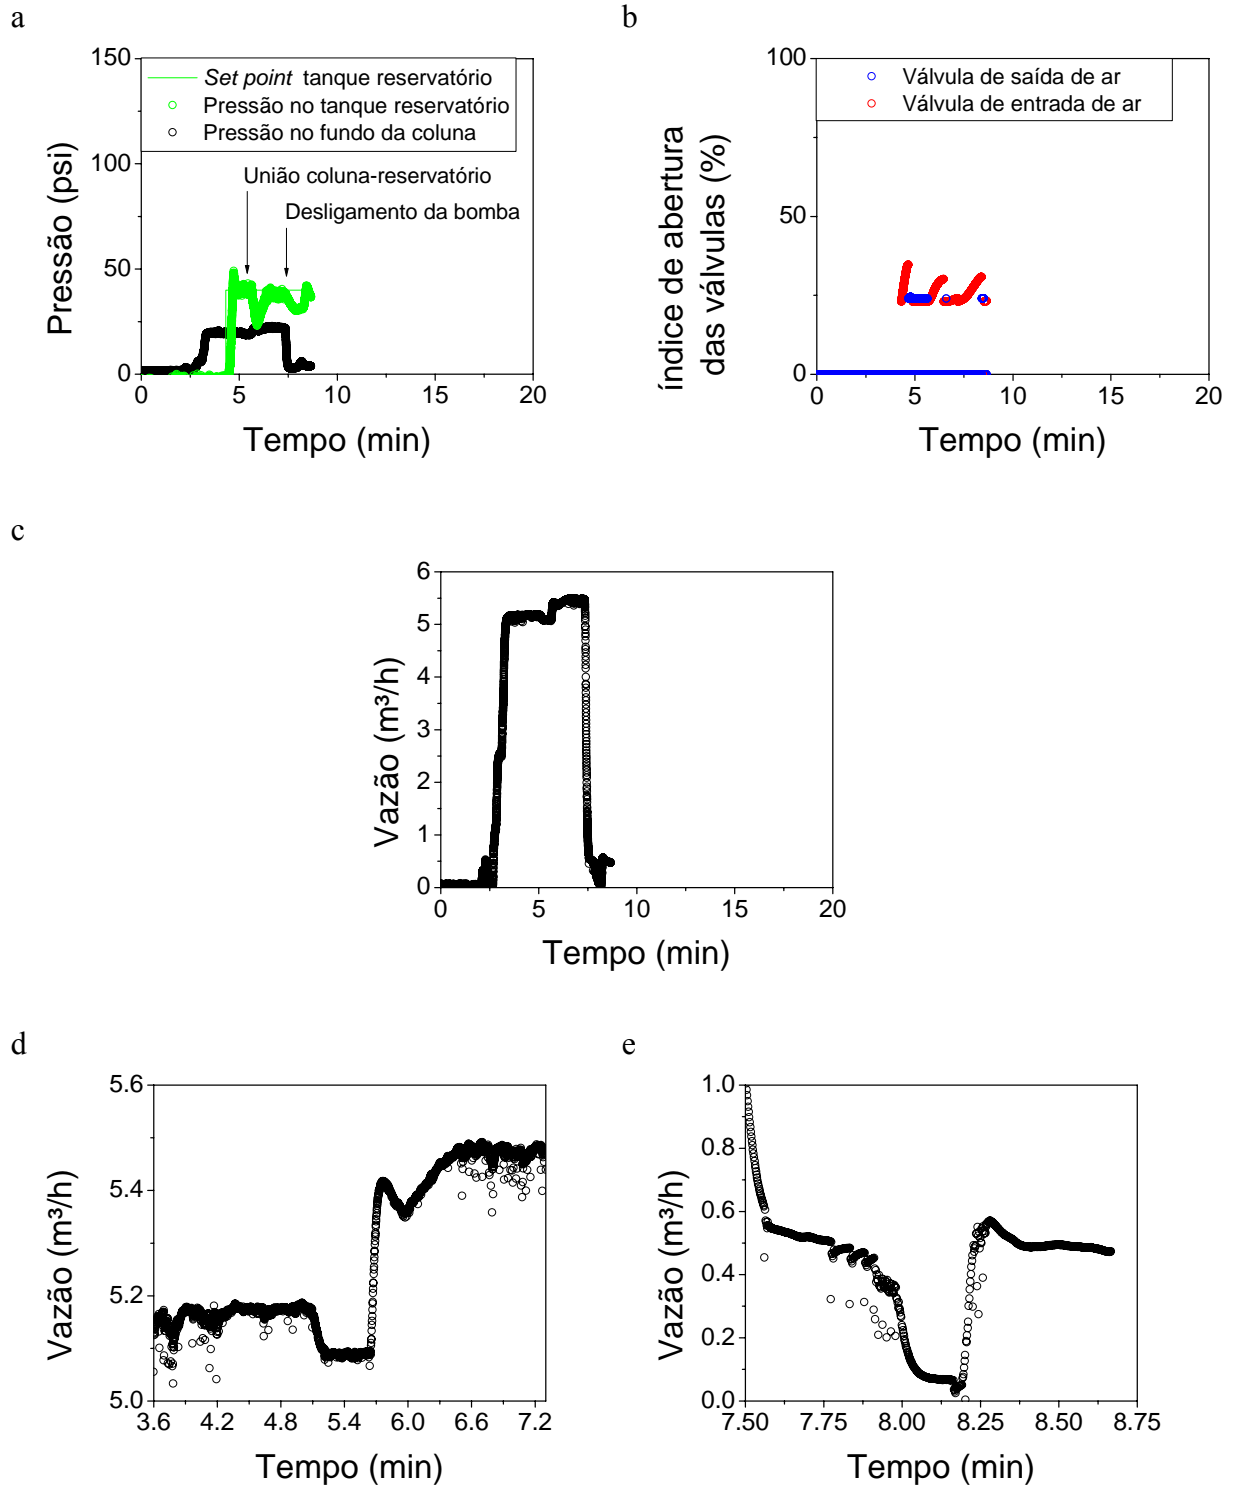 a
150
100
50
0
0
5
10
15
20
Pressão (psi)
Tempo (min)
Set point tanque reservatório
Pressão no tanque reservatório
Pressão no fundo da coluna
União coluna-reservatório
Desligamento da bomba
b
100
50
0
0
5
10
15
20
índice de abertura
das válvulas (%)
Tempo (min)
Válvula de saída de ar
Válvula de entrada de ar
c
6
5
4
3
2
1
0
0
5
10
15
20
Vazão (m³/h)
Tempo (min)
d
5.6
5.4
5.2
5.0
3.6
4.2
4.8
5.4
6.0
6.6
7.2
Vazão (m³/h)
Tempo (min)
e
1.0
0.8
0.6
0.4
0.2
0.0
7.50
7.75
8.00
8.25
8.50
8.75
Vazão (m³/h)
Tempo (min)